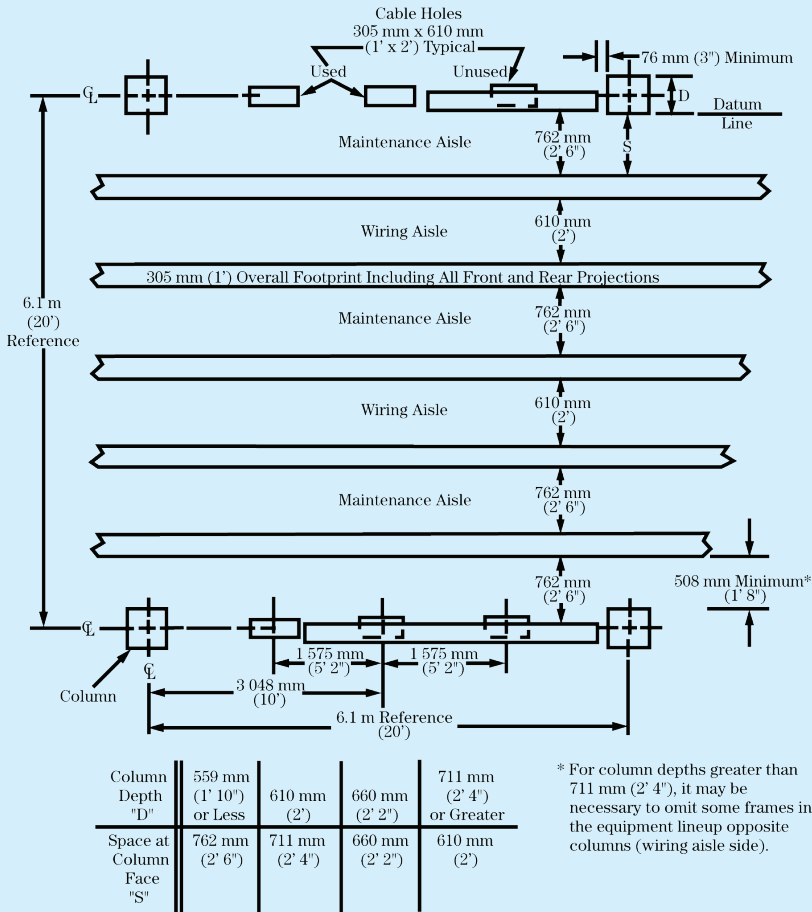 Cable Holes
305 mm x 610 mm
(1' x 2') Typical
Used
Unused
76 mm (3") Minimum
℄
D
Datum
Line
Maintenance Aisle
762 mm
(2' 6")
S
Wiring Aisle
610 mm
(2')
305 mm (1') Overall Footprint Including All Front and Rear Projections
6.1 m
(20')
Reference
Maintenance Aisle
762 mm
(2' 6")
Wiring Aisle
610 mm
(2')
Maintenance Aisle
762 mm
(2' 6")
762 mm
(2' 6")
508 mm Minimum*
(1' 8")
℄
℄
Column
1 575 mm
(5' 2")
1 575 mm
(5' 2")
3 048 mm
(10')
6.1 m Reference
(20')
Column Depth "D" 559 mm (1' 10") or Less 610 mm (2') 660 mm (2' 2") 711 mm (2' 4") or Greater
Space at Column Face "S" 762 mm (2' 6") 711 mm (2' 4") 660 mm (2' 2") 610 mm (2')
* For column depths greater than
711 mm (2' 4"), it may be
necessary to omit some frames in
the equipment lineup opposite
columns (wiring aisle side).